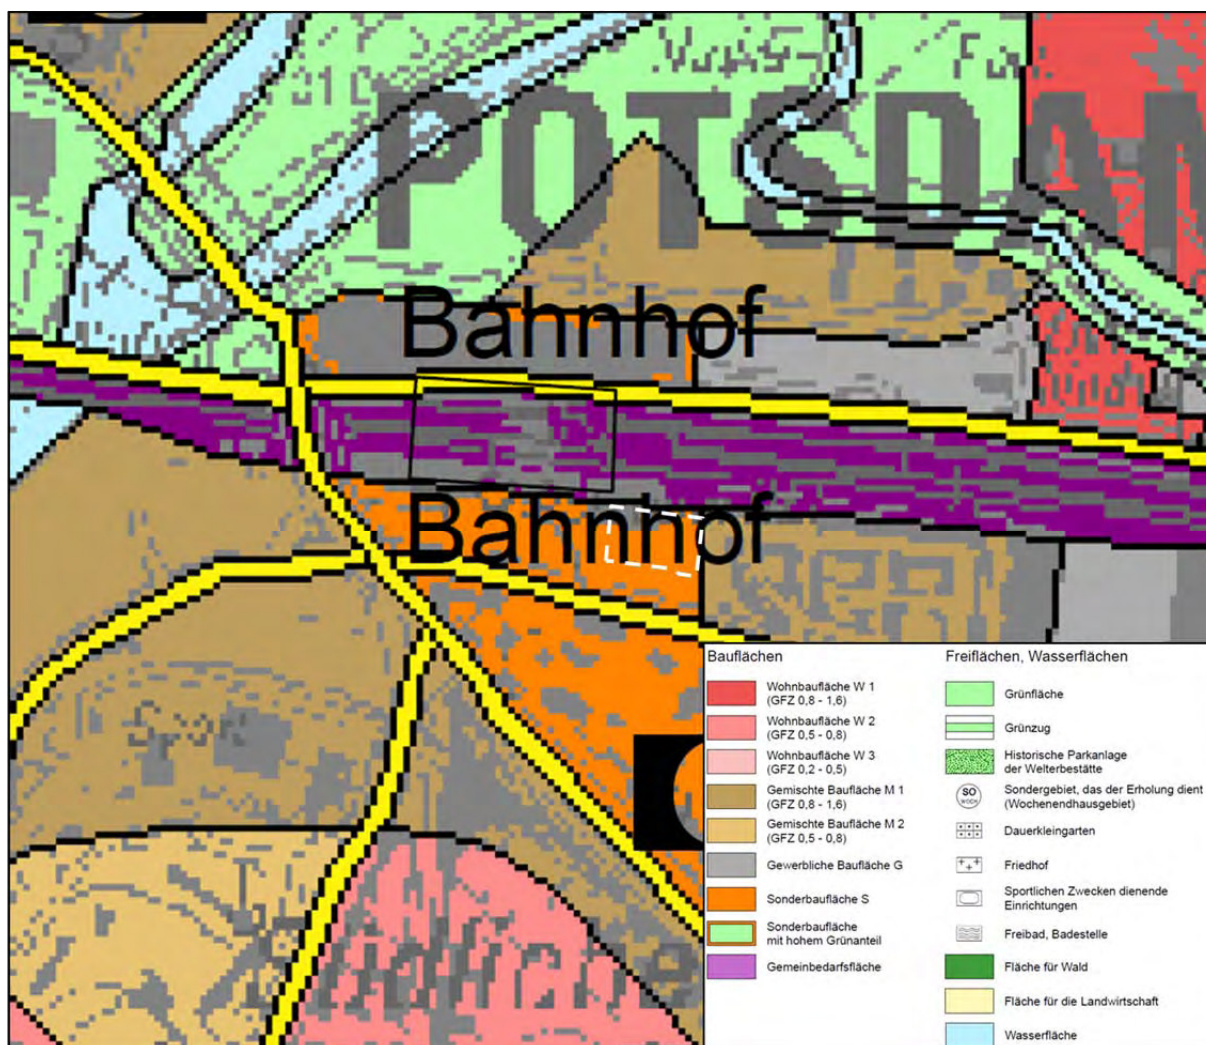 POTSDAM
Bahnhof
Bahnhof
Bauflächen
Wohnbaufläche W 1
(GFZ 0,8 - 1,6)
Wohnbaufläche W 2
(GFZ 0,5 - 0,8)
Wohnbaufläche W 3
(GFZ 0,2 - 0,5)
Gemischte Baufläche M 1
(GFZ 0,8 - 1,6)
Gemischte Baufläche M 2
(GFZ 0,5 - 0,8)
Gewerbliche Baufläche G
Sonderbaufläche S
Sonderbaufläche
mit hohem Grünanteil
Gemeinbedarfsfläche
Freiflächen, Wasserflächen
Grünfläche
Grünzug
Historische Parkanlage
der Welterbestätte
SO
WOCH
Sondergebiet, das der Erholung dient
(Wochenendhausgebiet)
Dauerkleingarten
Friedhof
Sportlichen Zwecken dienende
Einrichtungen
Freibad, Badestelle
Fläche für Wald
Fläche für die Landwirtschaft
Wasserfläche